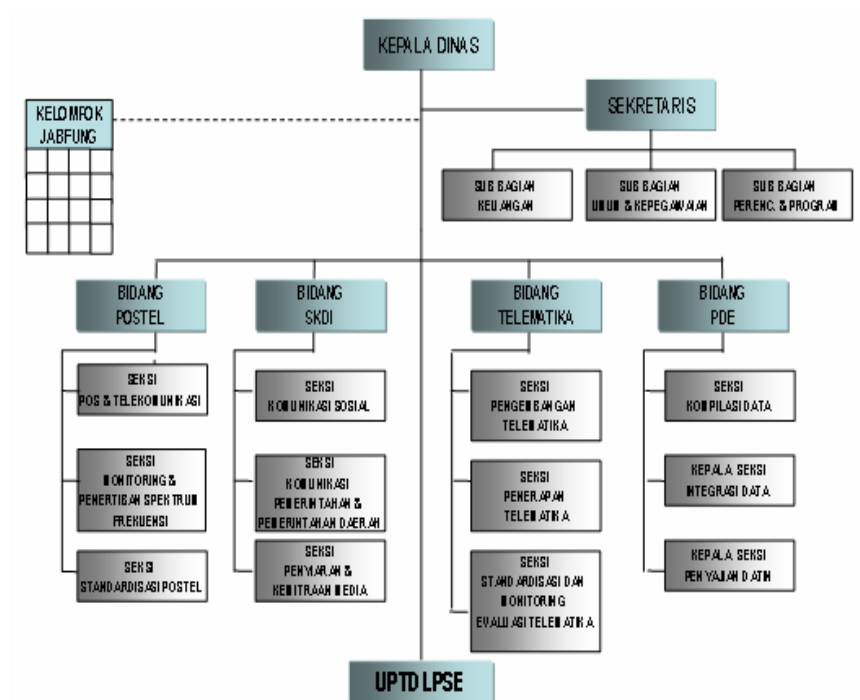 KEPALA DINAS
SEKRETARIS
KELOMPOK
JABFUNG
SUB BAGIAN
KEUANGAN
SUB BAGIAN
UMUM & KEPEGAWAIAN
SUB BAGIAN
PERENC. & PROGRAM
BIDANG
POSTEL
BIDANG
SKDI
BIDANG
TELEMATIKA
BIDANG
PDE
SEKSI
POS & TELEKOMUNIKASI
SEKSI
MONITORING &
PENERTIBAN SPEKTRUM
FREKUENSI
SEKSI
STANDARDISASI POSTEL
SEKSI
KOMUNIKASI SOSIAL
SEKSI
KOMUNIKASI
PEMERINTAHAN &
PEMERINTAHAN DAERAH
SEKSI
PENYIARAN &
KEMITRAAN MEDIA
SEKSI
PENGEMBANGAN
TELEMATIKA
SEKSI
PENERAPAN
TELEMATIKA
SEKSI
STANDARDISASI DAN
MONITORING
EVALUASI TELEMATIKA
SEKSI
KOMPILASI DATA
KEPALA SEKSI
INTEGRASI DATA
KEPALA SEKSI
PENYAJIAN DATIN
UPTD LPSE